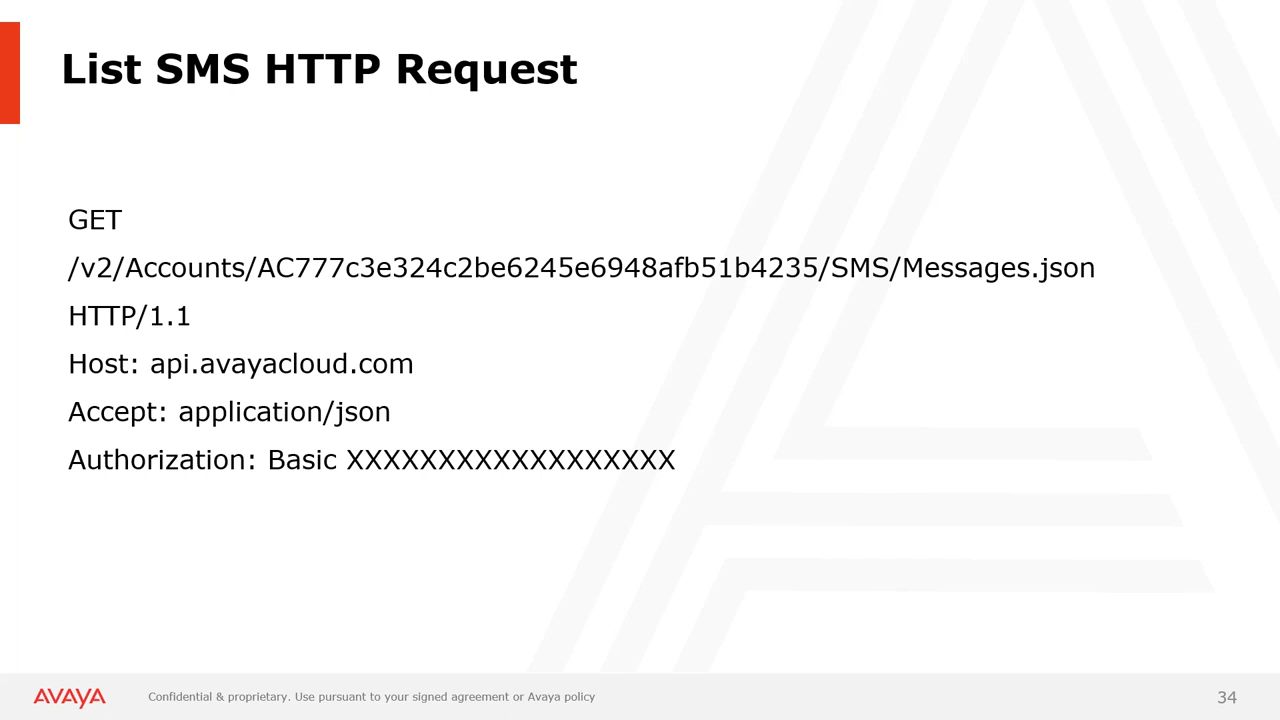 List SMS HTTP Request
GET
/v2/Accounts/AC777c3e324c2be6245e6948afb51b4235/SMS/Messages.json
HTTP/1.1
Host: api.avayacloud.com
Accept: application/json
Authorization: Basic XXXXXXXXXXXXXXXXXX
AVAYA
Confidential & proprietary. Use pursuant to your signed agreement or Avaya policy
34